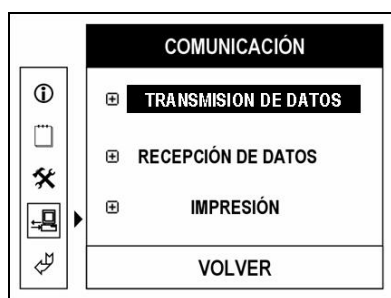 COMUNICACIÓN
TRANSMISION DE DATOS
RECEPCIÓN DE DATOS
IMPRESIÓN
VOLVER